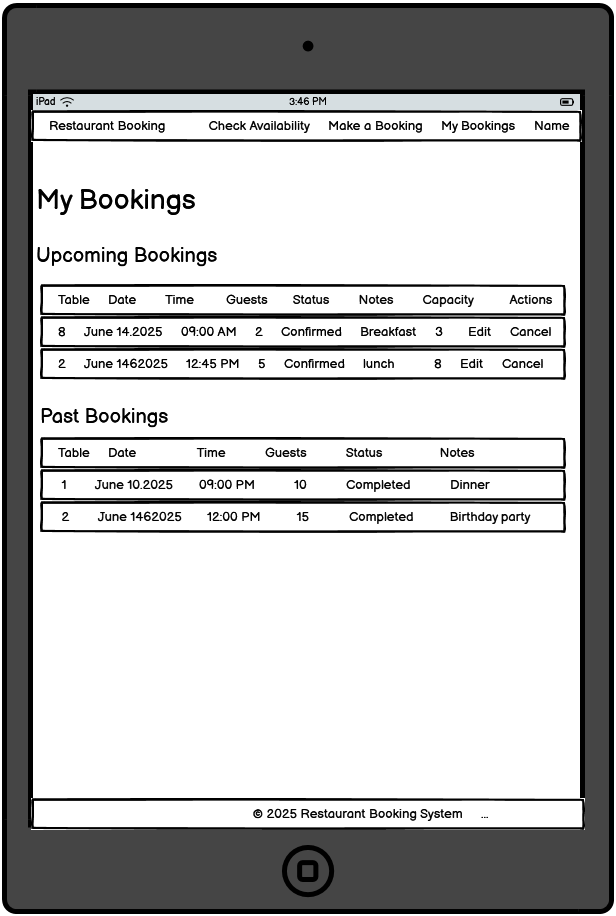 iPad 3:46 PM
Restaurant Booking Check Availability Make a Booking My Bookings Name
My Bookings
Upcoming Bookings
Table Date Time Guests Status Notes Capacity Actions
8 June 14.2025 09:00 AM 2 Confirmed Breakfast 3 Edit Cancel
2 June 1462025 12:45 PM 5 Confirmed lunch 8 Edit Cancel
Past Bookings
Table Date Time Guests Status Notes
1 June 10.2025 09:00 PM 10 Completed Dinner
2 June 1462025 12:00 PM 15 Completed Birthday party
© 2025 Restaurant Booking System ...